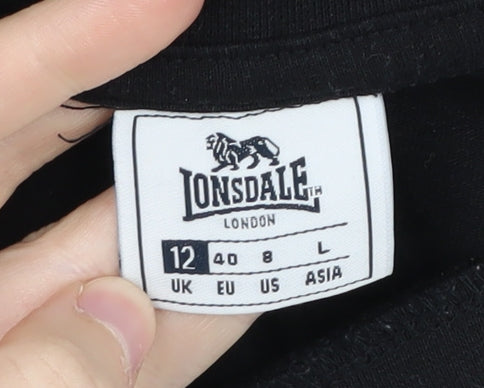 LONSDALE™
LONDON
12 40 8 L
UK EU US ASIA